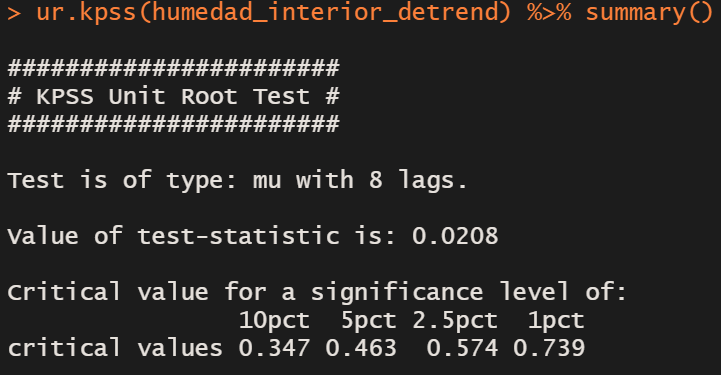 > ur.kpss(humedad_interior_detrend) %>% summary()
#######################
# KPSS Unit Root Test #
#######################
Test is of type: mu with 8 lags.
Value of test-statistic is: 0.0208
Critical value for a significance level of:
                10pct  5pct 2.5pct  1pct
critical values 0.347 0.463  0.574 0.739